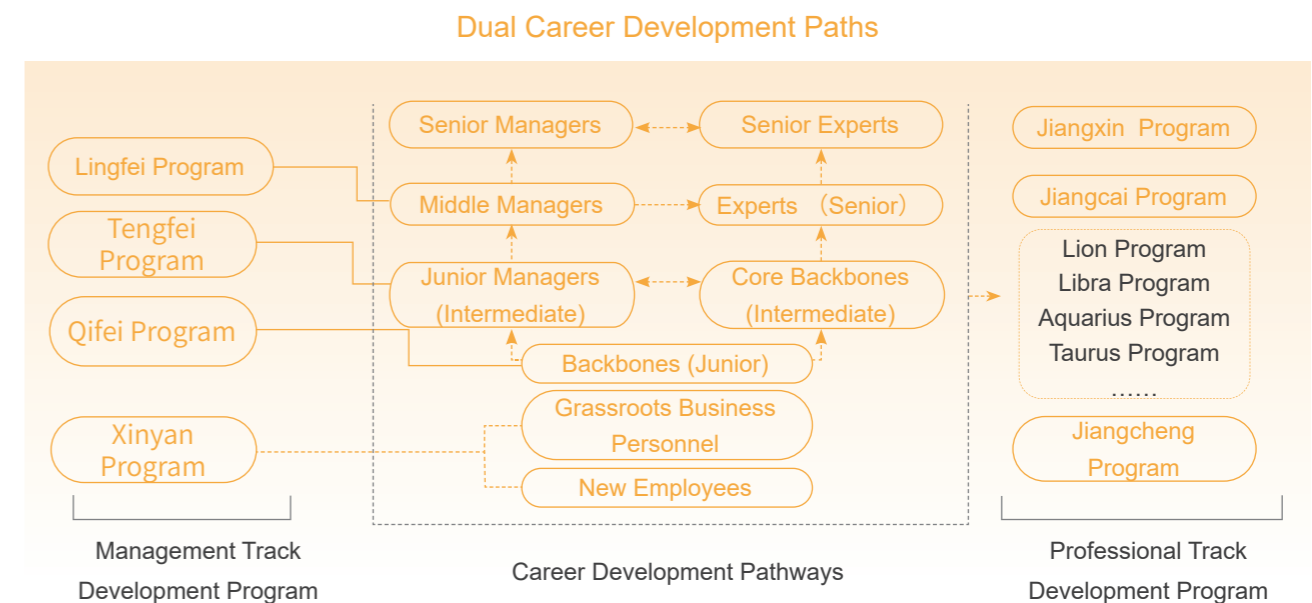 Dual Career Development Paths
Lingfei Program
Tengfei
Program
Qifei Program
Xinyan
Program
Management Track
Development Program
Senior Managers
Senior Experts
Middle Managers
Experts （Senior）
Junior Managers
(Intermediate)
Core Backbones
(Intermediate)
Backbones (Junior)
Grassroots Business
Personnel
New Employees
Career Development Pathways
Jiangxin  Program
Jiangcai Program
Lion Program
Libra Program
Aquarius Program
Taurus Program
......
Jiangcheng
Program
Professional Track
Development Program